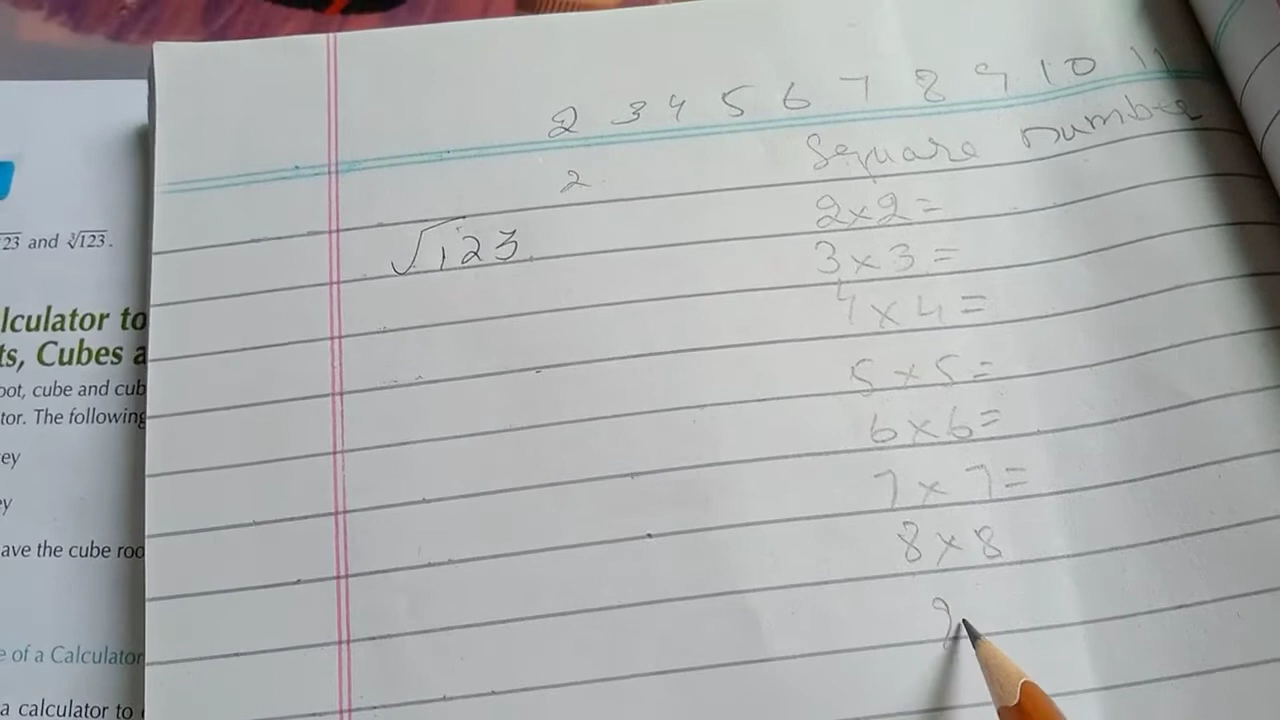 23 and ∛123.
lculator to
ts, Cubes a
oot, cube and cub
tor. The following
ey
y
ave the cube roo
e of a Calculator
a calculator to
2 3 4 5 6 7 8 9 10 11
Square number
2
√123
2×2=
3×3=
4×4=
5×5=
6×6=
7×7=
8×8
9